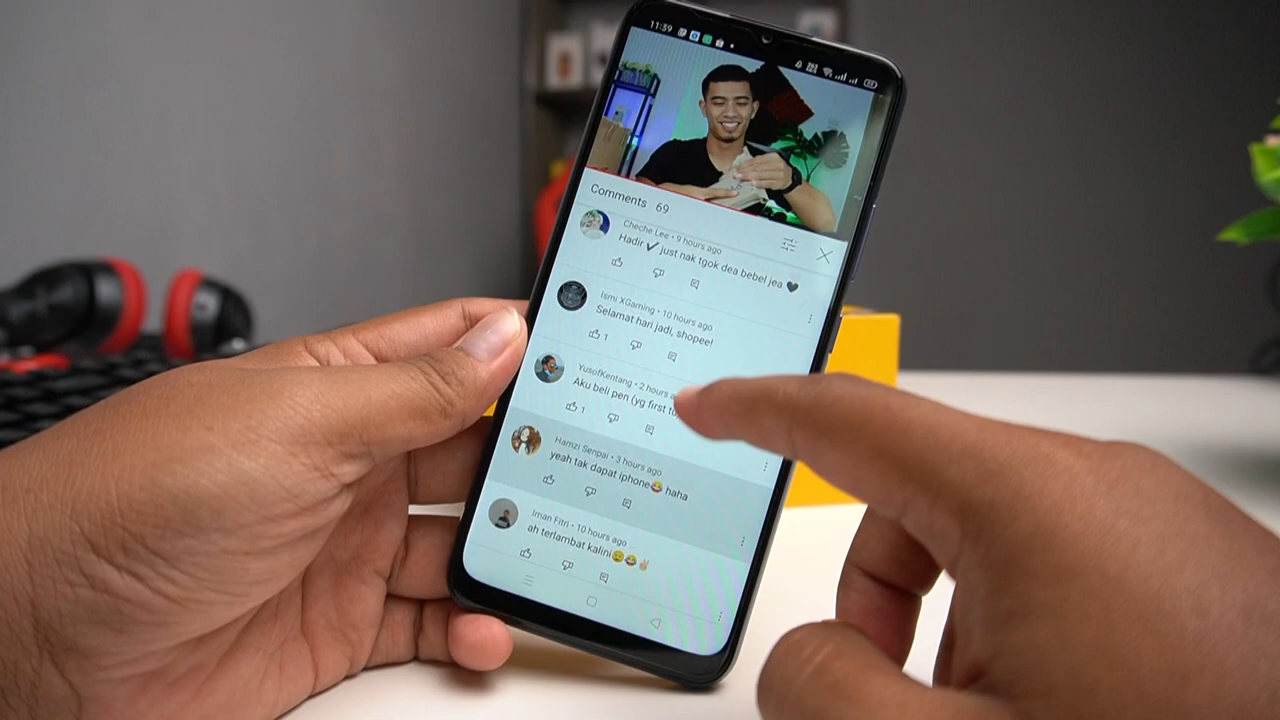 11:39
Comments 69
Cheche Lee • 9 hours ago
Hadir ✔ just nak tgok dea bebel jea 🖤
Ismi XGaming • 10 hours ago
Selamat hari jadi, shopee!
1
YusofKentang • 2 hours
Aku beli pen (yg first
1
Hamzi Senpai • 3 hours ago
yeah tak dapat iphone😂 haha
Iman Fitri • 10 hours ago
ah terlambat kalini😂✌